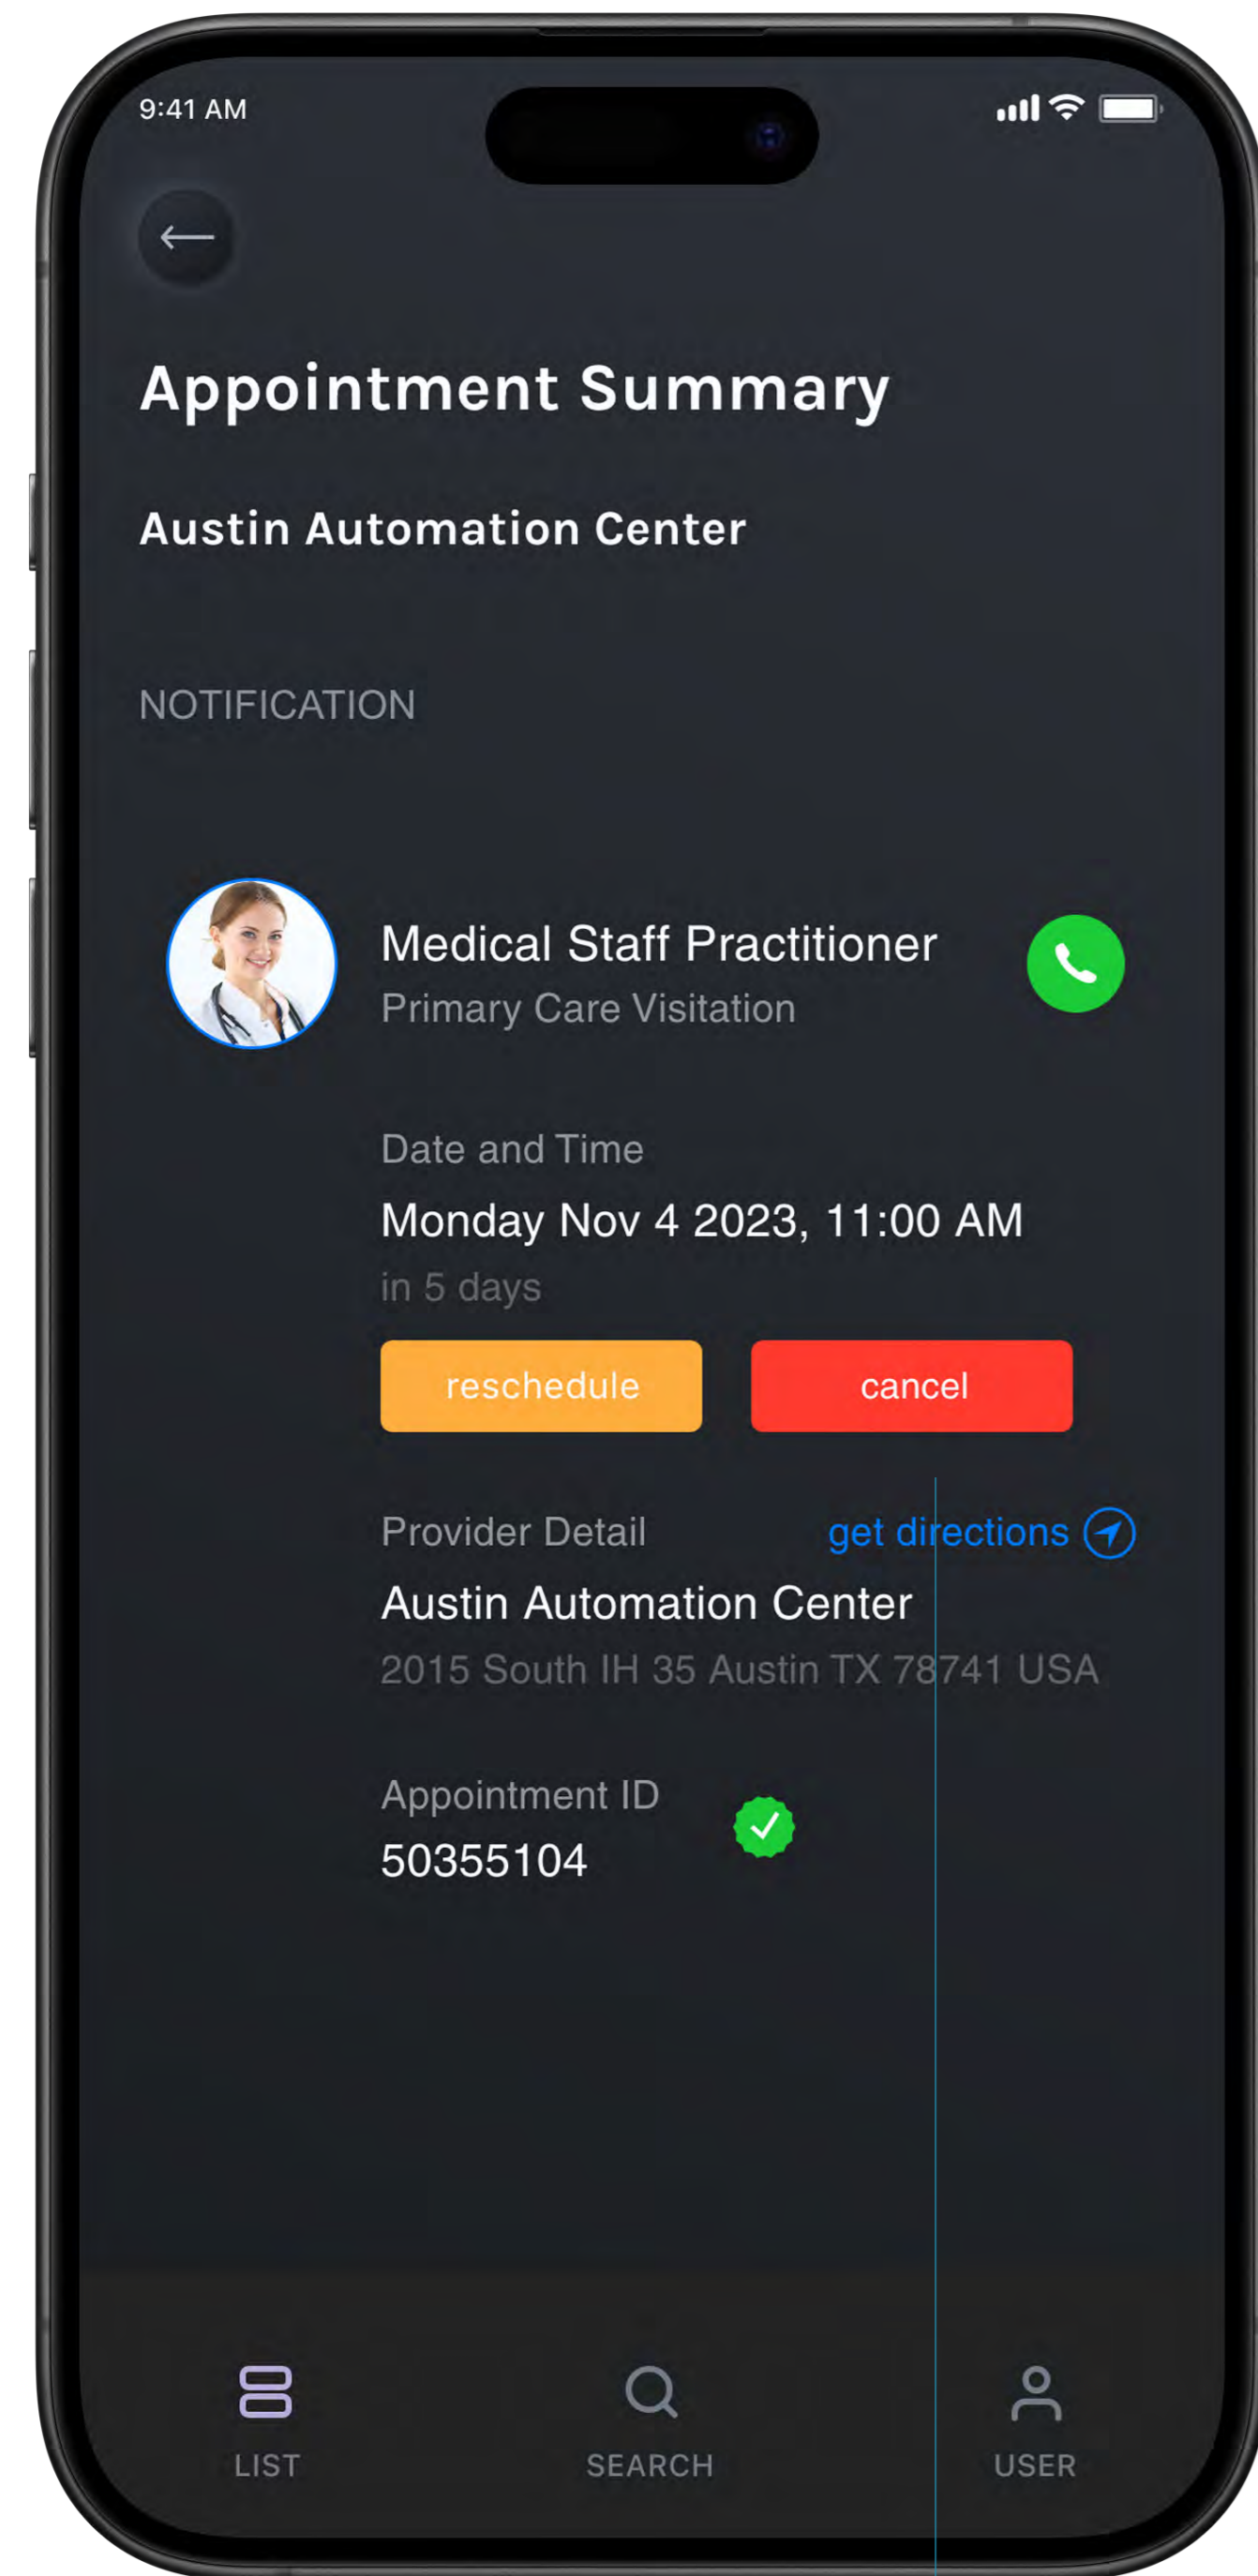 9:41 AM
Appointment Summary
Austin Automation Center
NOTIFICATION
Medical Staff Practitioner
Primary Care Visitation
Date and Time
Monday Nov 4 2023, 11:00 AM
in 5 days
reschedule cancel
Provider Detail get directions
Austin Automation Center
2015 South IH 35 Austin TX 78741 USA
Appointment ID
50355104
LIST SEARCH USER